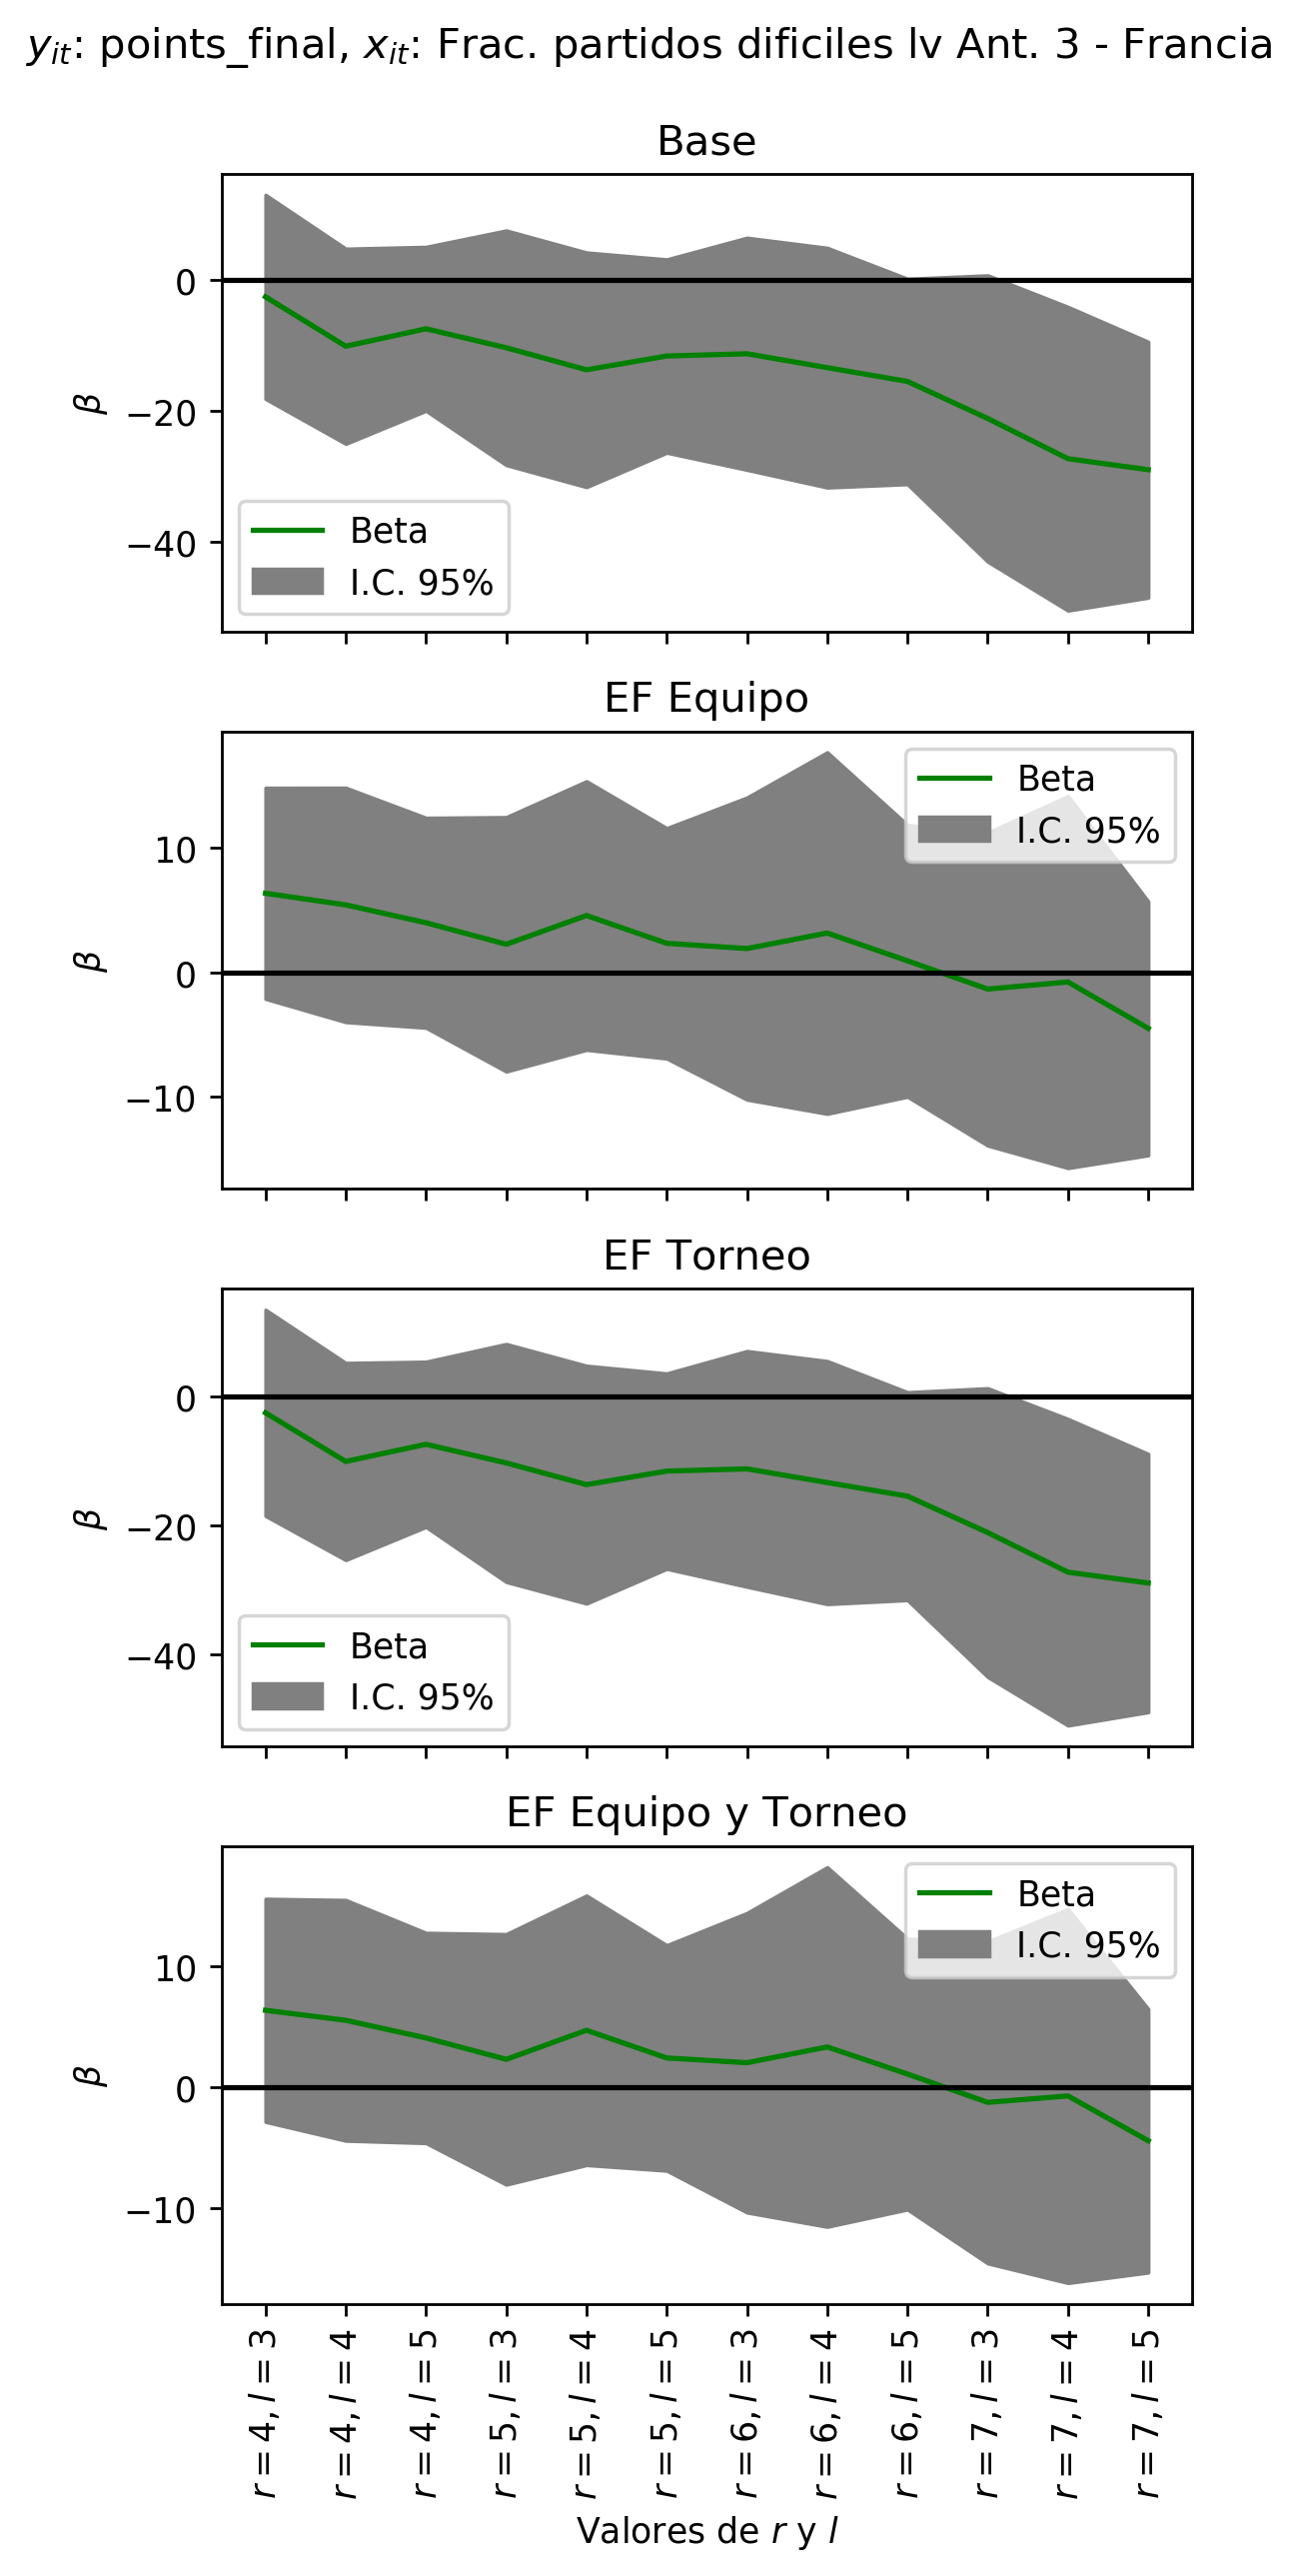 y_it: points_final, x_it: Frac. partidos dificiles lv Ant. 3 - Francia
Base
0
−20
−40
β
Beta
I.C. 95%
EF Equipo
10
0
−10
β
Beta
I.C. 95%
EF Torneo
0
−20
−40
β
Beta
I.C. 95%
EF Equipo y Torneo
10
0
−10
β
Beta
I.C. 95%
r = 4, l = 3
r = 4, l = 4
r = 4, l = 5
r = 5, l = 3
r = 5, l = 4
r = 5, l = 5
r = 6, l = 3
r = 6, l = 4
r = 6, l = 5
r = 7, l = 3
r = 7, l = 4
r = 7, l = 5
Valores de r y l